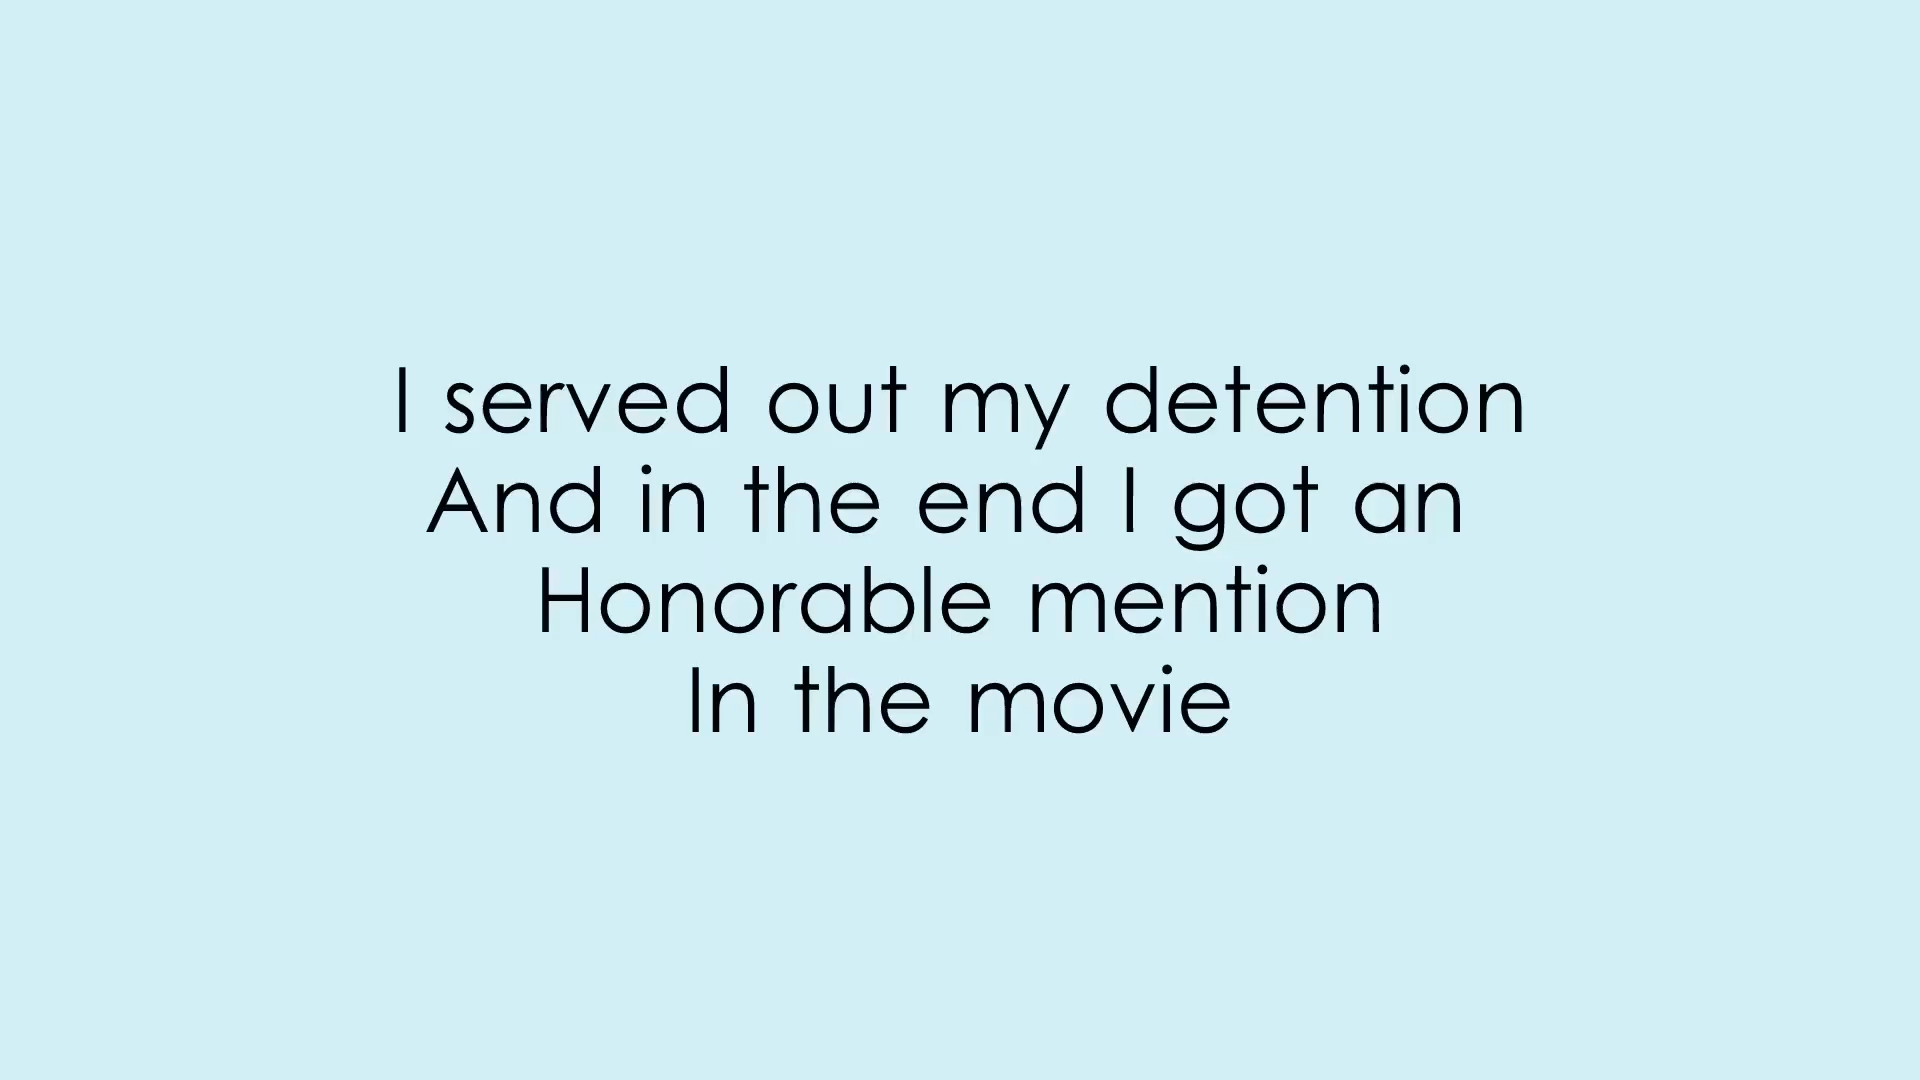 I served out my detention
And in the end I got an
Honorable mention
In the movie